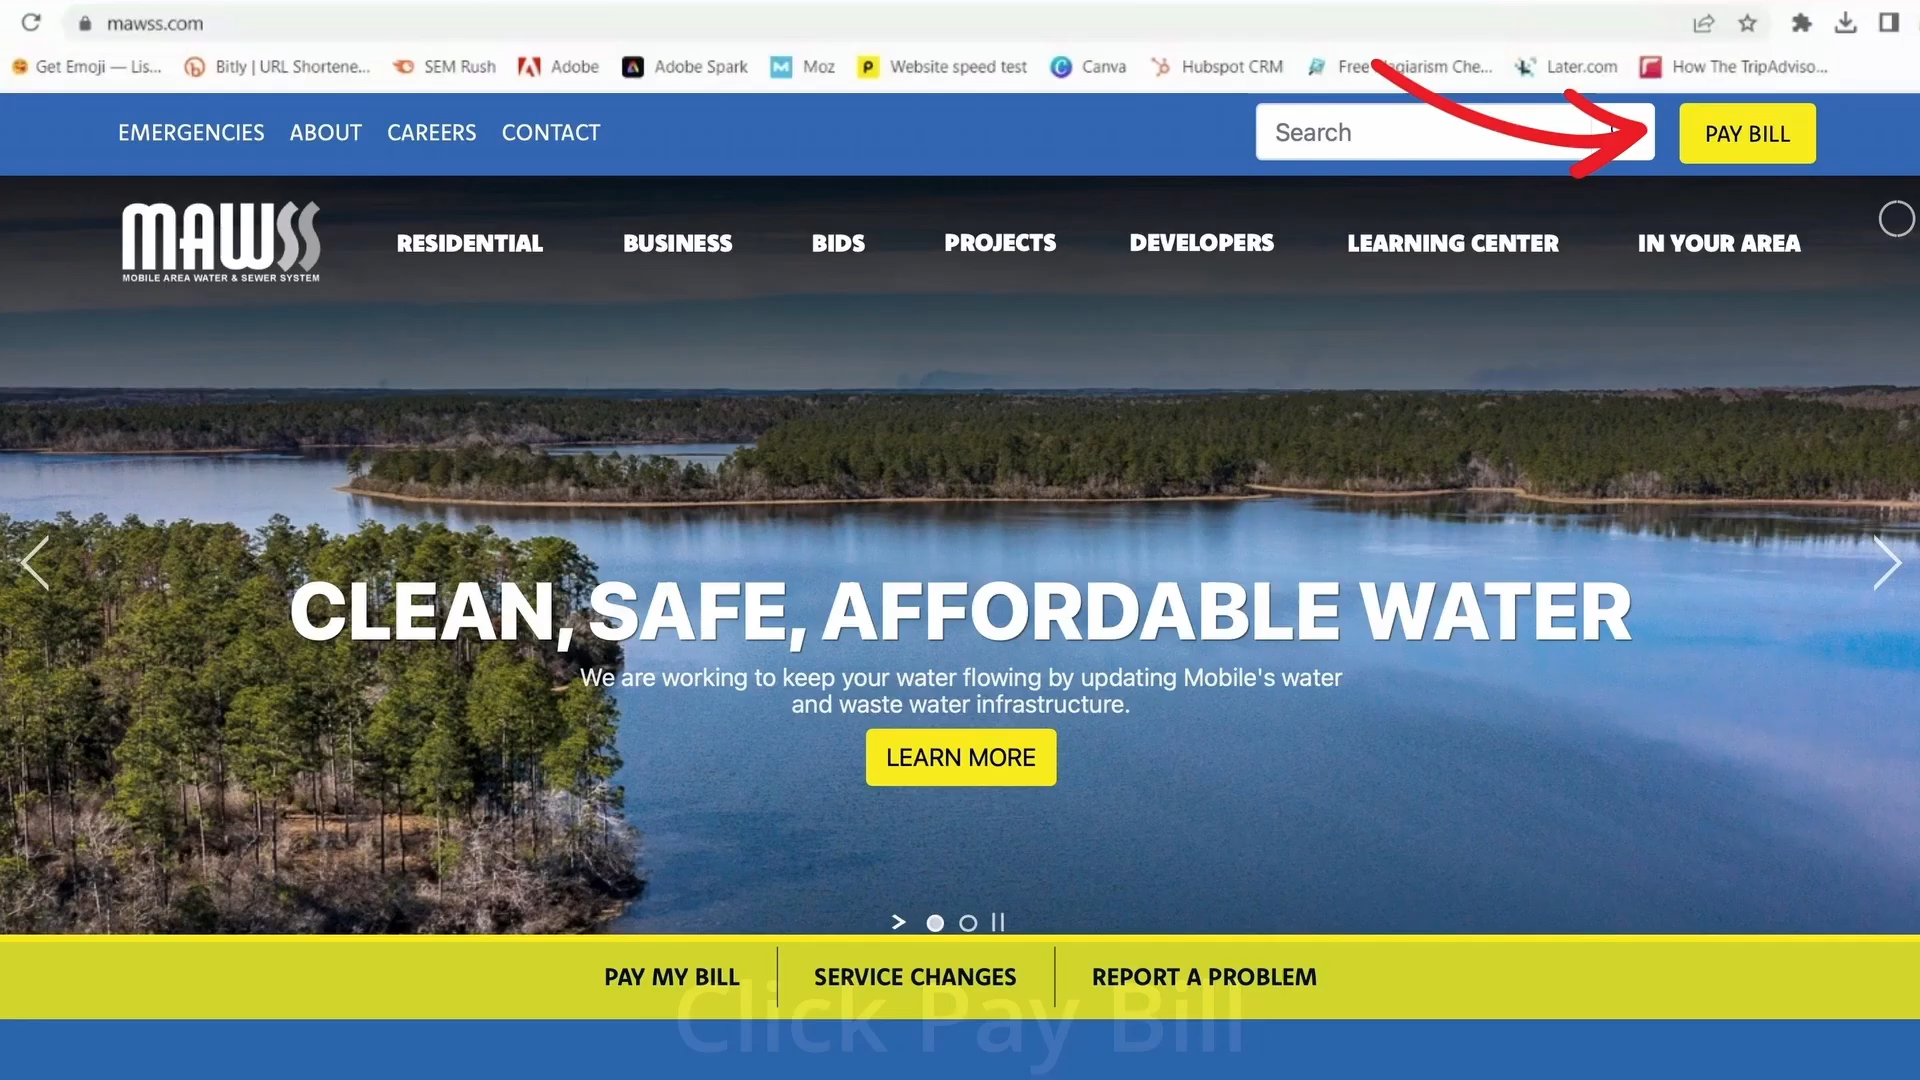 mawss.com
Get Emoji — Lis... Bitly | URL Shortene... SEM Rush Adobe Adobe Spark Moz Website speed test Canva Hubspot CRM Free Che... Later.com How The TripAdviso...
EMERGENCIES ABOUT CAREERS CONTACT Search PAY BILL
MAWSS
MOBILE AREA WATER & SEWER SYSTEM
RESIDENTIAL BUSINESS BIDS PROJECTS DEVELOPERS LEARNING CENTER IN YOUR AREA
CLEAN, SAFE, AFFORDABLE WATER
We are working to keep your water flowing by updating Mobile's water
and waste water infrastructure.
LEARN MORE
PAY MY BILL SERVICE CHANGES REPORT A PROBLEM
Click Pay Bill